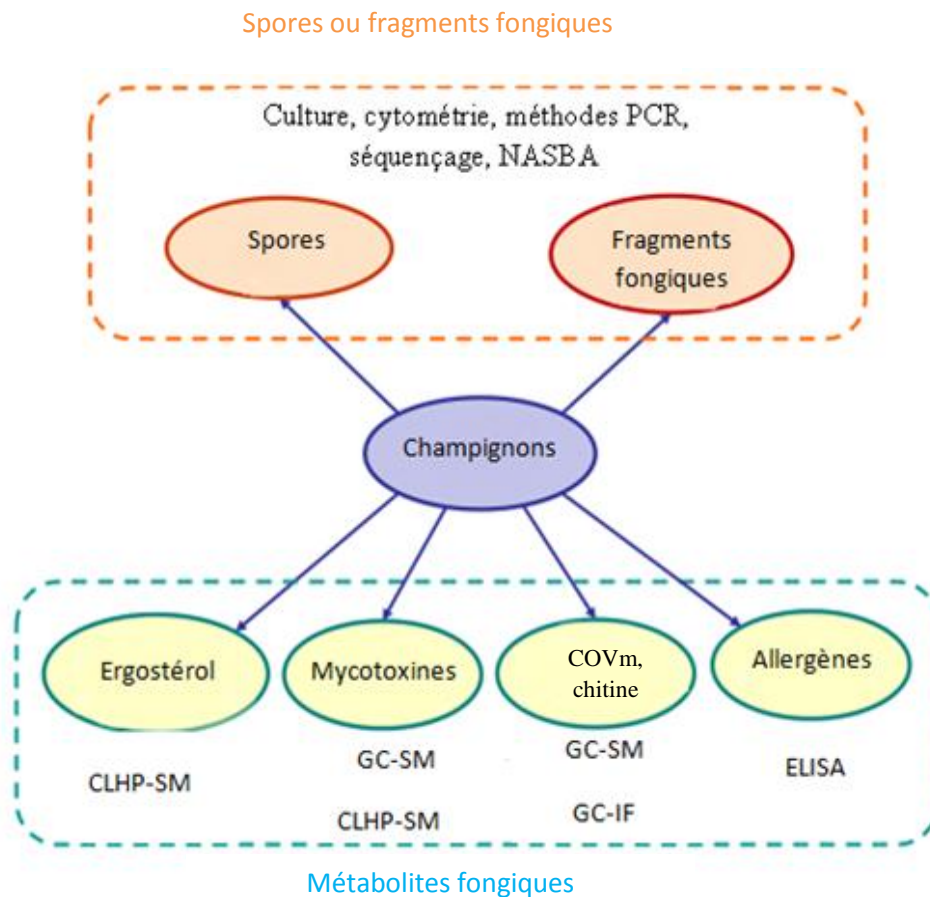 Spores ou fragments fongiques
Culture, cytométrie, méthodes PCR,
séquençage, NASBA
Spores
Fragments
fongiques
Champignons
Ergostérol
Mycotoxines
COVm,
chitine
Allergènes
CLHP-SM
GC-SM
CLHP-SM
GC-SM
GC-IF
ELISA
Métabolites fongiques